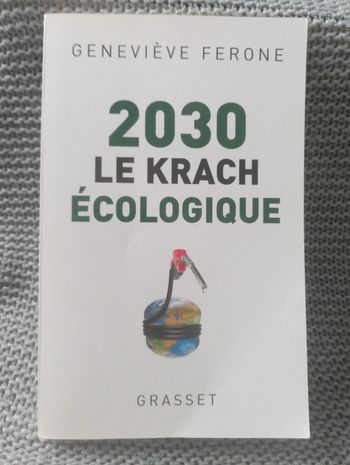 GENEVIÈVE FERONE
2030
LE KRACH
ÉCOLOGIQUE
GRASSET